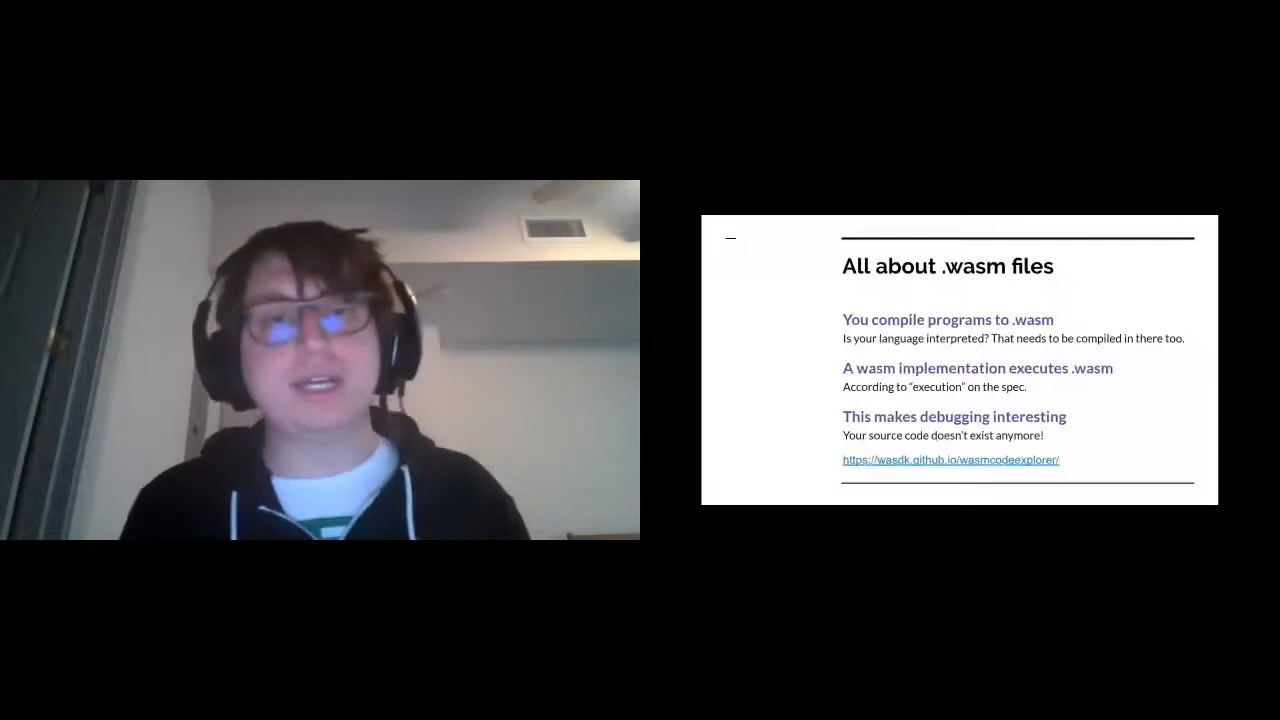 All about .wasm files
You compile programs to .wasm
Is your language interpreted? That needs to be compiled in there too.
A wasm implementation executes .wasm
According to “execution” on the spec.
This makes debugging interesting
Your source code doesn’t exist anymore!
https://wasdk.github.io/wasmcodeexplorer/